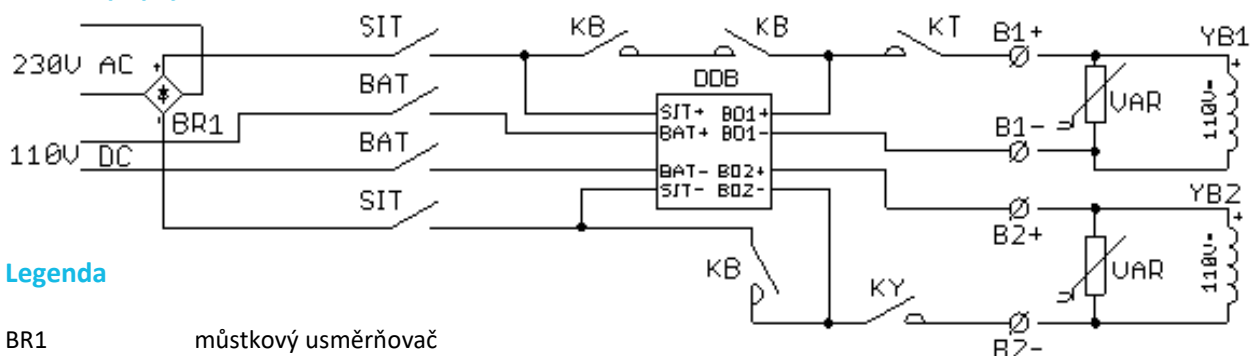 SIT KB KB KT B1+ YB1
230V AC + DDB +
BAT SIT+ BO1+ VAR 110V=
BR1 BAT+ BO1- B1-
110V DC BAT BAT- BO2+
SIT SIT- BO2- YB2
B2+ +
Legenda KB KY VAR 110V=
BR1 můstkový usměrňovač B2-